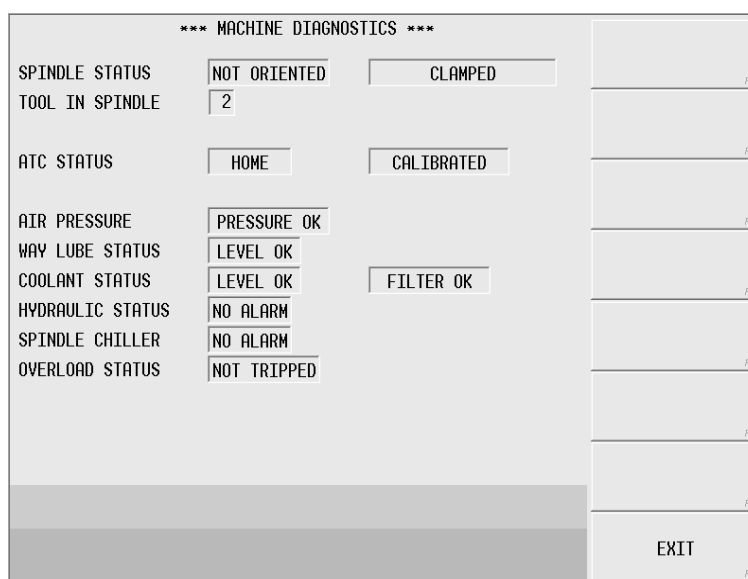 *** MACHINE DIAGNOSTICS ***
SPINDLE STATUS NOT ORIENTED CLAMPED
TOOL IN SPINDLE 2
ATC STATUS HOME CALIBRATED
AIR PRESSURE PRESSURE OK
WAY LUBE STATUS LEVEL OK
COOLANT STATUS LEVEL OK FILTER OK
HYDRAULIC STATUS NO ALARM
SPINDLE CHILLER NO ALARM
OVERLOAD STATUS NOT TRIPPED
EXIT